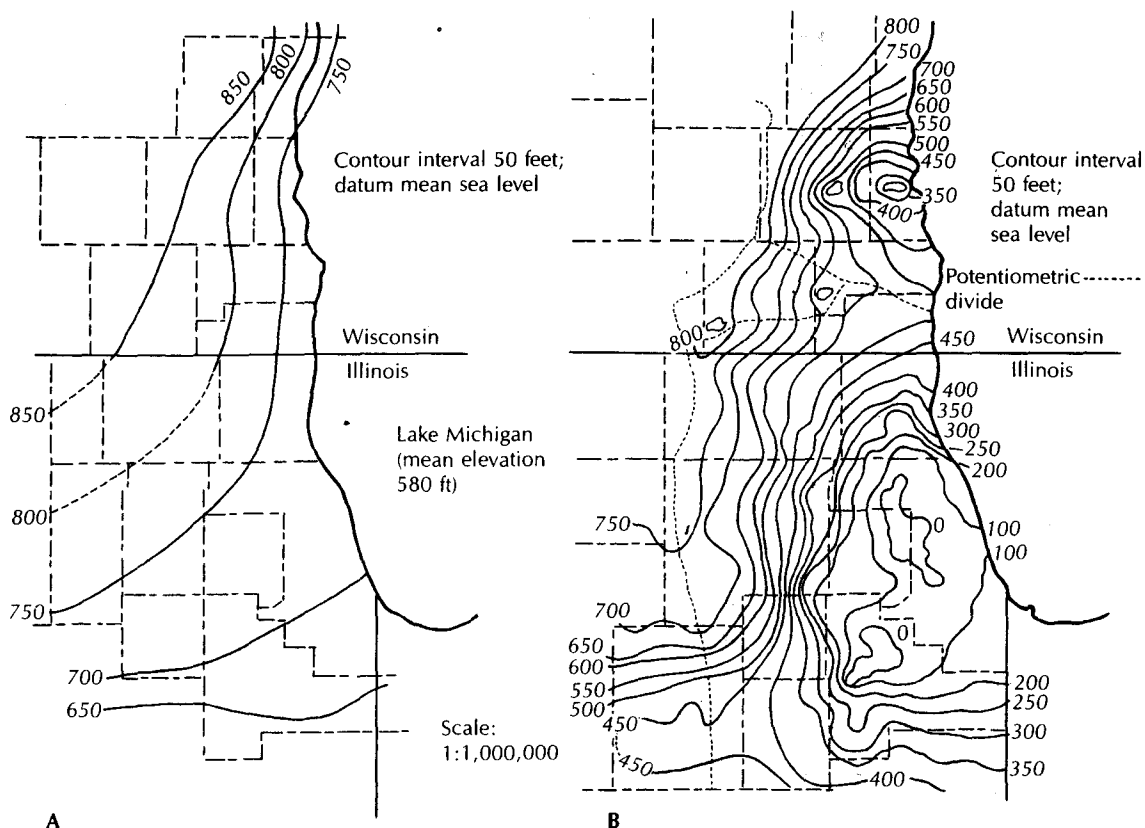 850
800
750
Contour interval 50 feet;
datum mean sea level
Wisconsin
Illinois
850
Lake Michigan
(mean elevation
580 ft)
800
750
700
650
Scale:
1:1,000,000
A
800
750
700
650
600
550
500
450
350
400
Contour interval
50 feet;
datum mean
sea level
Potentiometric
divide
800
Wisconsin
450
Illinois
400
350
300
250
200
750
0
100
100
700
650
600
550
500
450
0
200
250
300
350
450
400
B